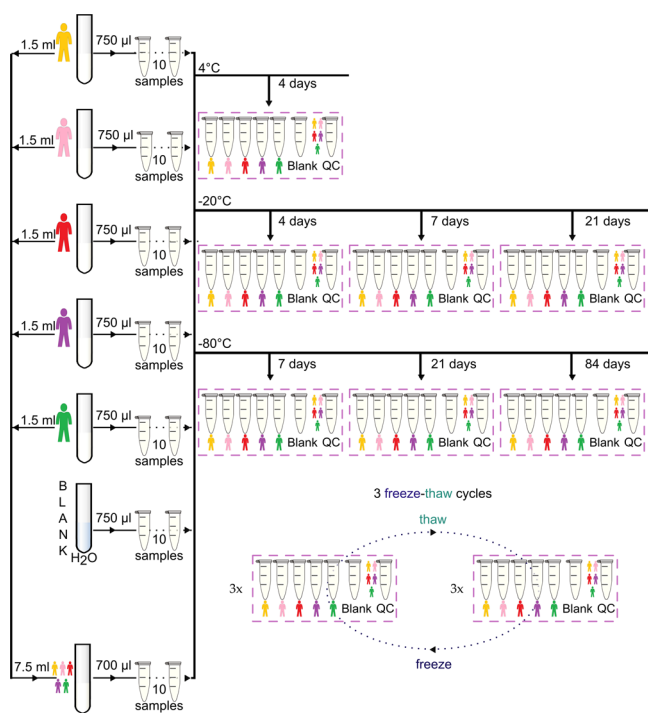 1.5 ml 750 µl
10
samples
4°C
4 days
1.5 ml 750 µl
10
samples
Blank QC
-20°C
1.5 ml 750 µl
10
samples
4 days 7 days 21 days
Blank QC Blank QC Blank QC
1.5 ml 750 µl
10
samples
-80°C
7 days 21 days 84 days
1.5 ml 750 µl
10
samples
Blank QC Blank QC Blank QC
B
L
A
N
K
H2O
750 µl
10
samples
3 freeze-thaw cycles
thaw
3x Blank QC
3x Blank QC
freeze
7.5 ml 700 µl
10
samples